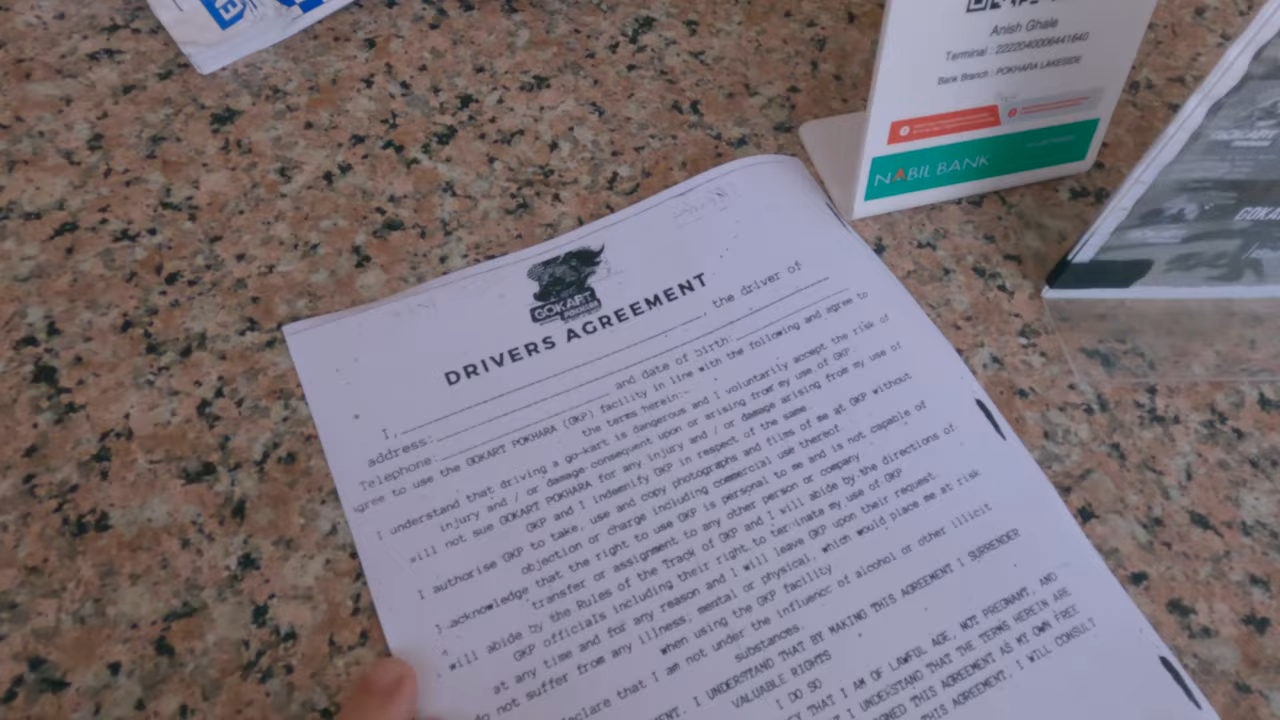 Anish Ghale
Terminal : 2222040006441640
Bank Branch : POKHARA LAKESIDE
NABIL BANK
GOKART
POKHARA
DRIVERS AGREEMENT
I, , the driver of
address:
Telephone: and date of birth:
agree to use the GOKART POKHARA (GKP) facility in line with the following and agree to
the terms herein:-
I understand that driving a go-kart is dangerous and I voluntarily accept the risk of
injury and / or damage consequent upon or arising from my use of GKP.
will not sue GOKART POKHARA for any injury and / or damage arising from my use of
GKP and I indemnify GKP in respect of the same
I authorise GKP to take, use and copy photographs and films of me at GKP without
objection or charge including commercial use thereof
I acknowledge that the right to use GKP is personal to me and is not capable of
transfer or assignment to any other person or company
will abide by the Rules of the Track of GKP and I will abide by the directions of
GKP officials including their right to terminate my use of GKP
at any time and for any reason and I will leave GKP upon their request
do not suffer from any illness, mental or physical, which would place me at risk
when using the GKP facility
declare that I am not under the influence of alcohol or other illicit
substances.
I UNDERSTAND THAT BY MAKING THIS AGREEMENT I SURRENDER
VALUABLE RIGHTS
I DO SO
THAT I AM OF LAWFUL AGE, NOT PREGNANT, AND
I UNDERSTAND THAT THE TERMS HEREIN ARE
SIGNED THIS AGREEMENT AS MY OWN FREE
THIS AGREEMENT, I WILL CONSULT